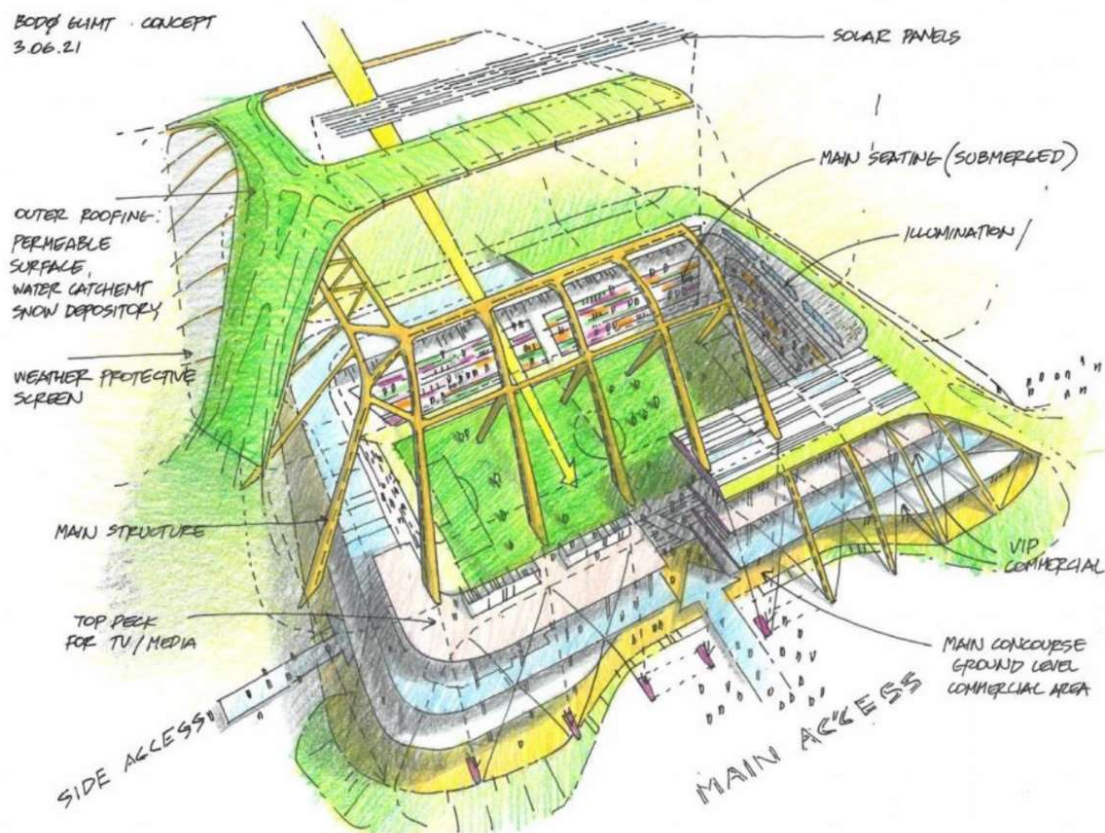 BODØ GLIMT · CONCEPT
3.06.21
SOLAR PANELS
MAIN SEATING (SUBMERGED)
ILLUMINATION/
OUTER ROOFING:
PERMEABLE
SURFACE,
WATER CATCHEMT
SNOW DEPOSITORY
WEATHER PROTECTIVE
SCREEN
MAIN STRUCTURE
VIP
COMMERCIAL
TOP DECK
FOR TV/MEDIA
MAIN CONCOURSE
GROUND LEVEL
COMMERCIAL AREA
SIDE ACCESS
MAIN ACCESS